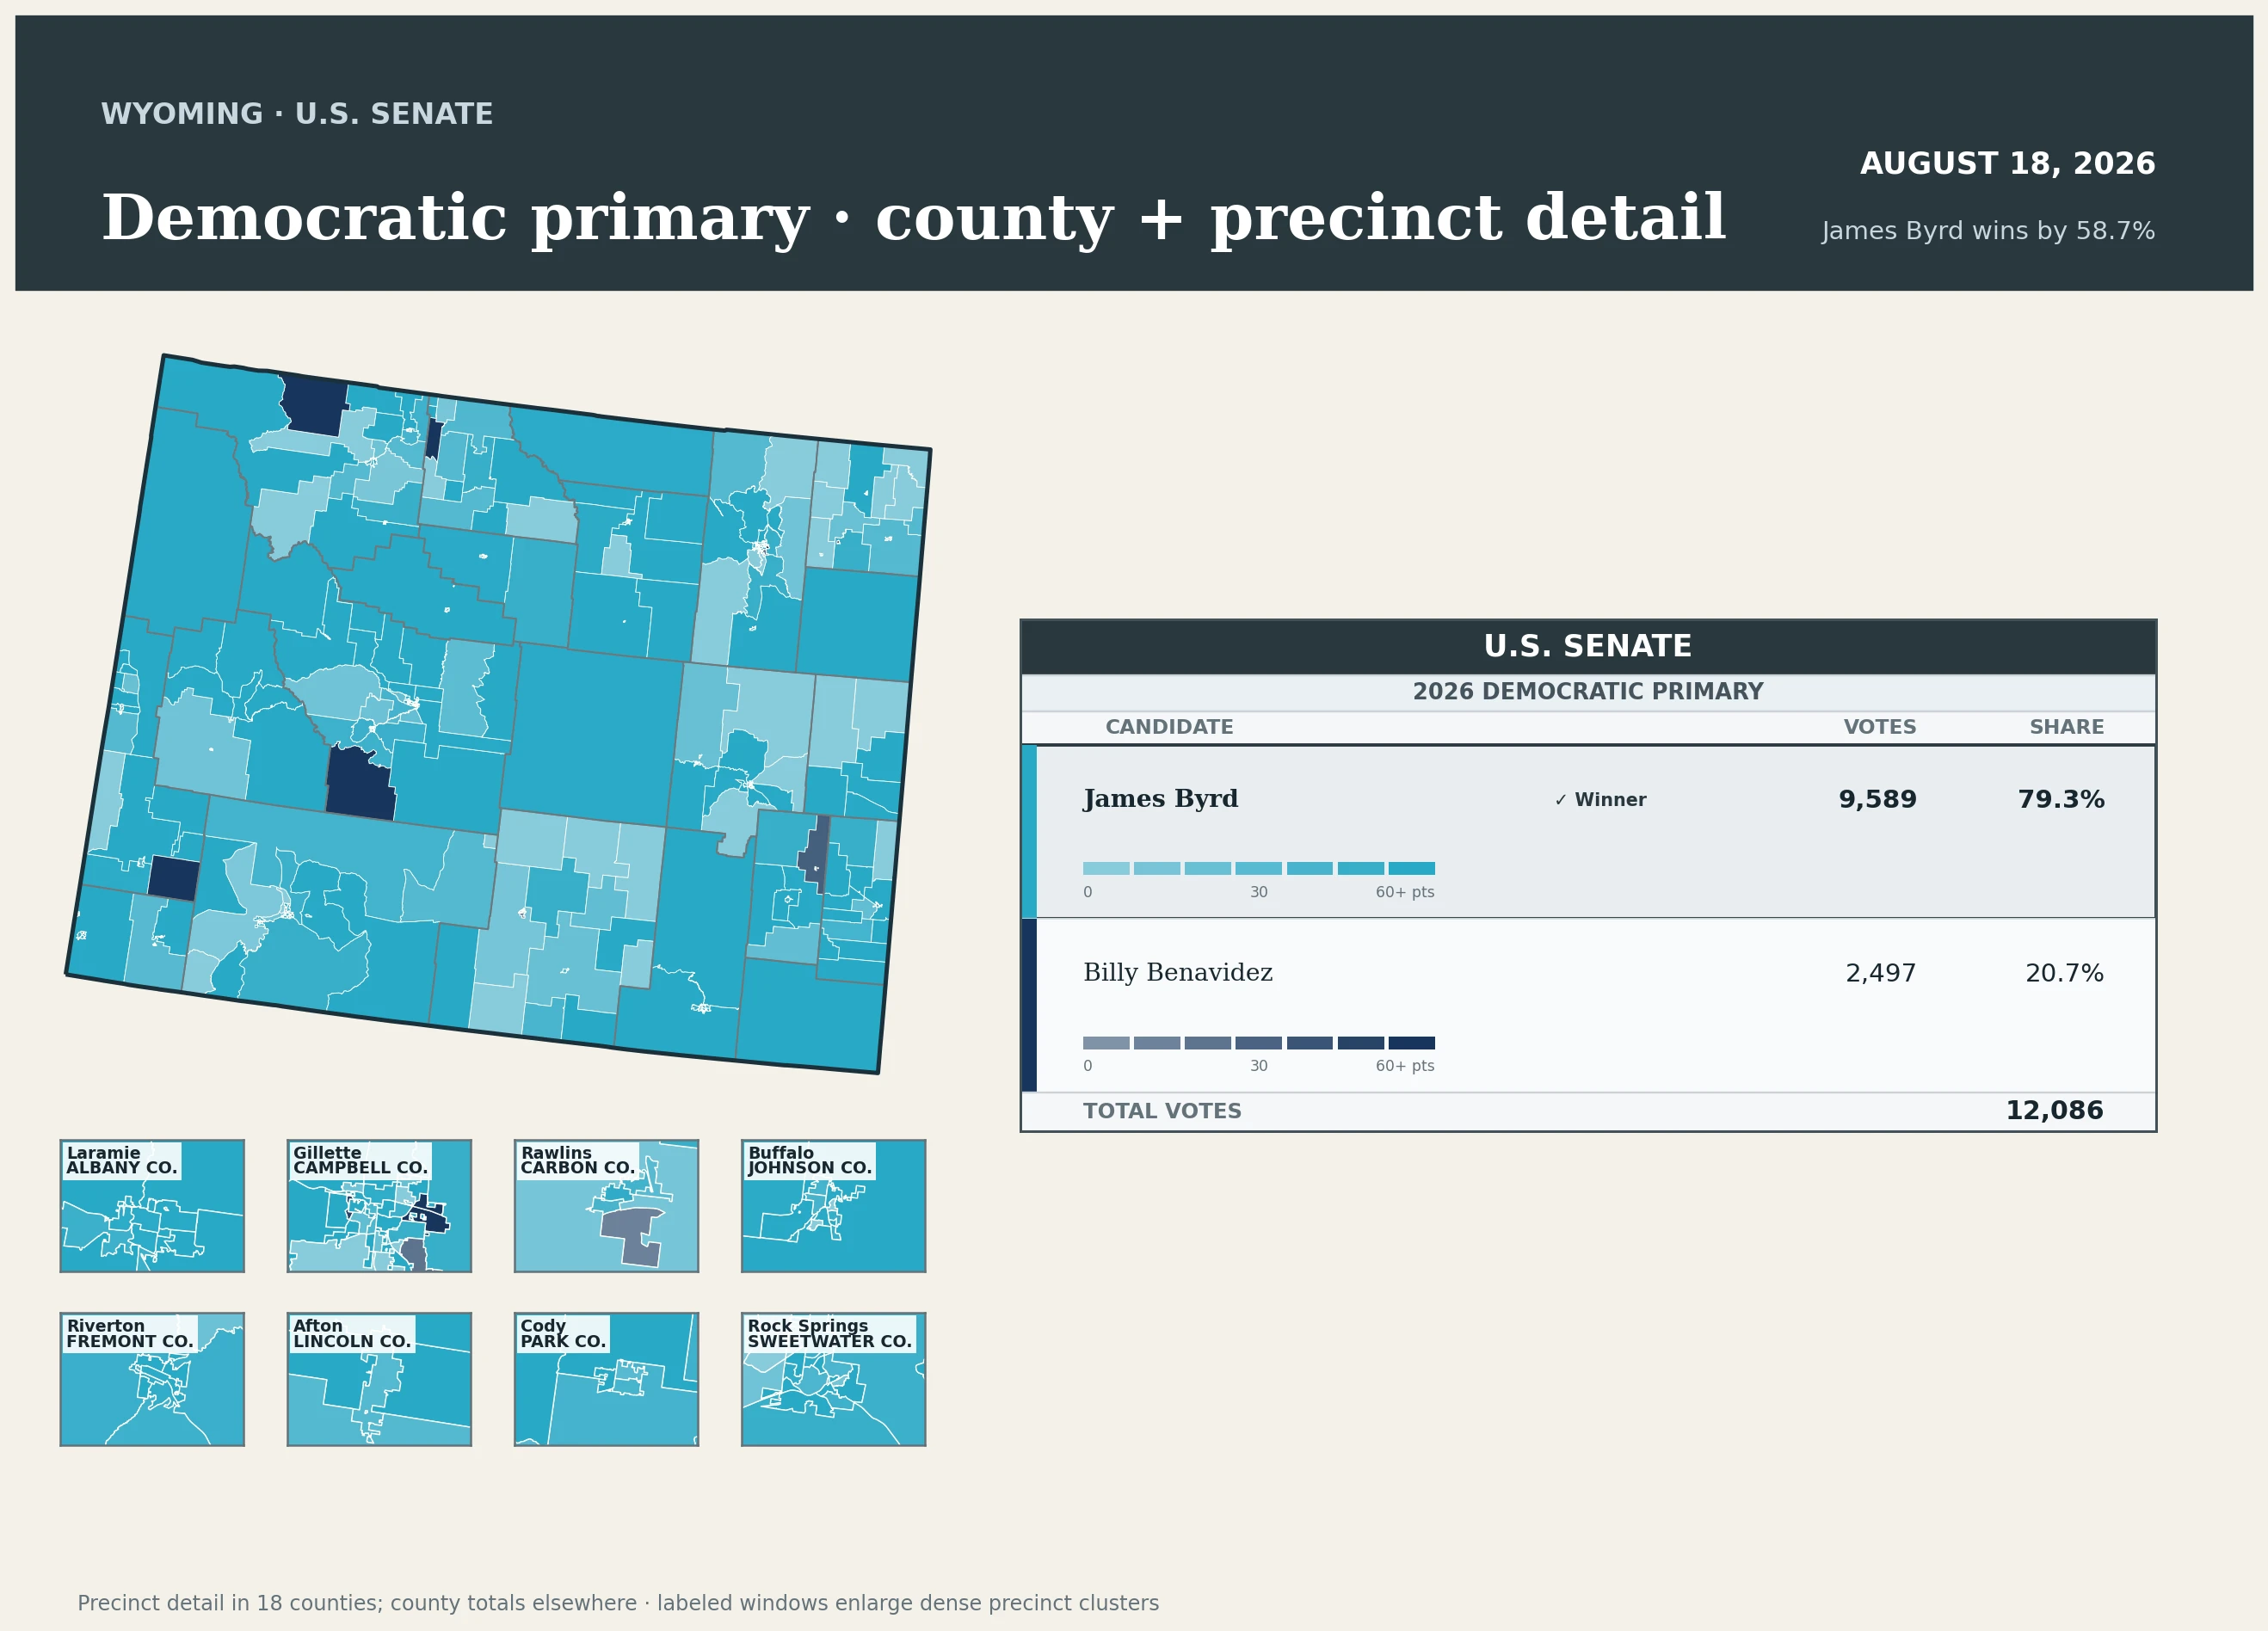 WYOMING · U.S. SENATE
Democratic primary · county + precinct detail
AUGUST 18, 2026
James Byrd wins by 58.7%
U.S. SENATE
2026 DEMOCRATIC PRIMARY
CANDIDATE VOTES SHARE
James Byrd ✓ Winner 9,589 79.3%
0 30 60+ pts
Billy Benavidez 2,497 20.7%
0 30 60+ pts
TOTAL VOTES 12,086
Laramie
ALBANY CO.
Gillette
CAMPBELL CO.
Rawlins
CARBON CO.
Buffalo
JOHNSON CO.
Riverton
FREMONT CO.
Afton
LINCOLN CO.
Cody
PARK CO.
Rock Springs
SWEETWATER CO.
Precinct detail in 18 counties; county totals elsewhere · labeled windows enlarge dense precinct clusters